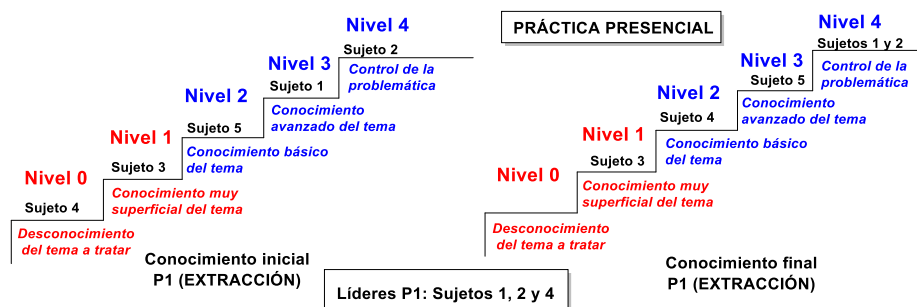 PRÁCTICA PRESENCIAL
Nivel 4
Sujeto 2
Control de la
problemática
Nivel 3
Sujeto 1
Conocimiento
avanzado del tema
Nivel 2
Sujeto 5
Conocimiento básico
del tema
Nivel 1
Sujeto 3
Conocimiento muy
superficial del tema
Nivel 0
Sujeto 4
Desconocimiento
del tema a tratar
Conocimiento inicial
P1 (EXTRACCIÓN)
Nivel 4
Sujetos 1 y 2
Control de la
problemática
Nivel 3
Sujeto 5
Conocimiento
avanzado del tema
Nivel 2
Sujeto 4
Conocimiento básico
del tema
Nivel 1
Sujeto 3
Conocimiento muy
superficial del tema
Nivel 0
Desconocimiento
del tema a tratar
Conocimiento final
P1 (EXTRACCIÓN)
Líderes P1: Sujetos 1, 2 y 4